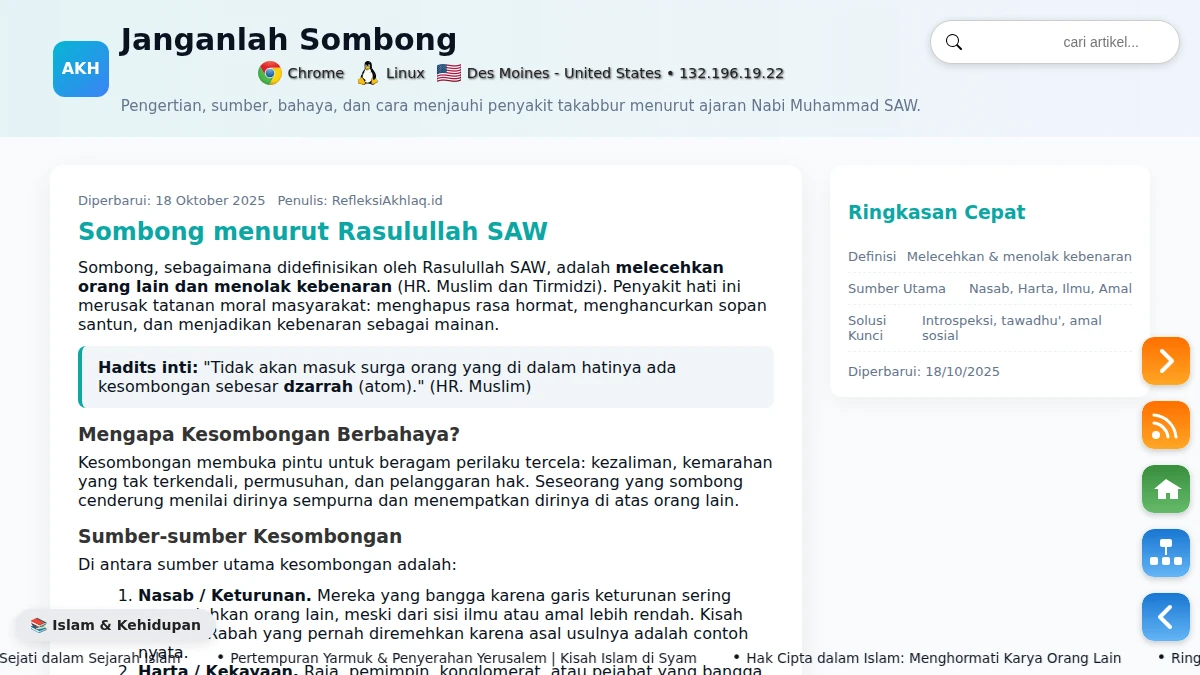 Janganlah Sombong
AKH
Chrome Linux Des Moines - United States • 132.196.19.22
cari artikel...
Pengertian, sumber, bahaya, dan cara menjauhi penyakit takabbur menurut ajaran Nabi Muhammad SAW.
Diperbarui: 18 Oktober 2025 Penulis: RefleksiAkhlaq.id
Sombong menurut Rasulullah SAW
Sombong, sebagaimana didefinisikan oleh Rasulullah SAW, adalah melecehkan
orang lain dan menolak kebenaran (HR. Muslim dan Tirmidzi). Penyakit hati ini
merusak tatanan moral masyarakat: menghapus rasa hormat, menghancurkan sopan
santun, dan menjadikan kebenaran sebagai mainan.
Hadits inti: "Tidak akan masuk surga orang yang di dalam hatinya ada
kesombongan sebesar dzarrah (atom)." (HR. Muslim)
Mengapa Kesombongan Berbahaya?
Kesombongan membuka pintu untuk beragam perilaku tercela: kezaliman, kemarahan
yang tak terkendali, permusuhan, dan pelanggaran hak. Seseorang yang sombong
cenderung menilai dirinya sempurna dan menempatkan dirinya di atas orang lain.
Sumber-sumber Kesombongan
Di antara sumber utama kesombongan adalah:
1. Nasab / Keturunan. Mereka yang bangga karena garis keturunan sering
hkan orang lain, meski dari sisi ilmu atau amal lebih rendah. Kisah
Rabah yang pernah diremehkan karena asal usulnya adalah contoh
nyata.
2. Harta / Kekayaan. Raja, pemimpin, konglomerat, atau pejabat yang bangga
Ringkasan Cepat
Definisi Melecehkan & menolak kebenaran
Sumber Utama Nasab, Harta, Ilmu, Amal
Solusi Kunci Introspeksi, tawadhu', amal sosial
Diperbarui: 18/10/2025
📚 Islam & Kehidupan
Sejati dalam Sejarah Islam • Pertempuran Yarmuk & Penyerahan Yerusalem | Kisah Islam di Syam • Hak Cipta dalam Islam: Menghormati Karya Orang Lain • Ring